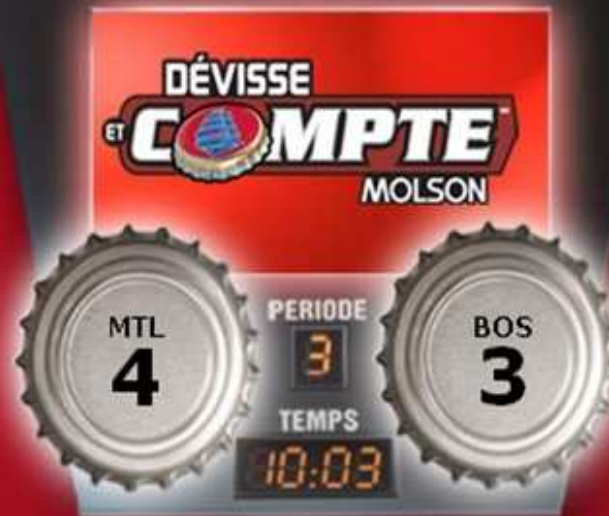 DÉVISSE
ET COMPTE
MOLSON
MTL
4
PERIODE
3
TEMPS
10:03
BOS
3